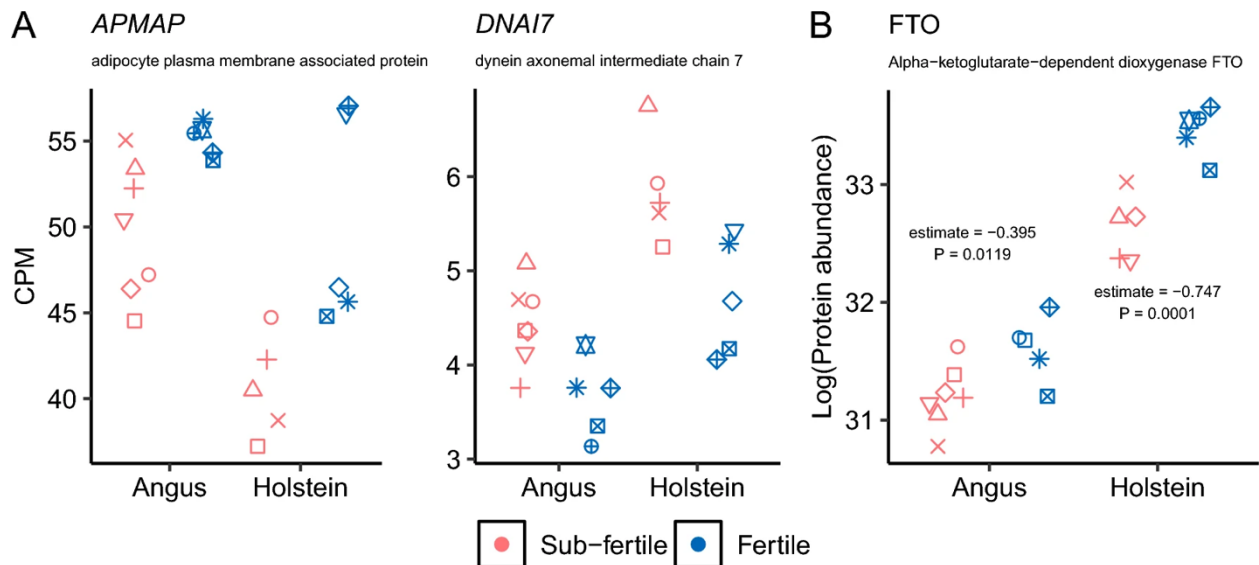 A
APMAP
adipocyte plasma membrane associated protein
CPM
55
50
45
40
Angus
Holstein
DNAI7
dynein axonemal intermediate chain 7
6
5
4
3
Angus
Holstein
B
FTO
Alpha−ketoglutarate−dependent dioxygenase FTO
Log(Protein abundance)
33
32
31
estimate = −0.395
P = 0.0119
estimate = −0.747
P = 0.0001
Angus
Holstein
Sub−fertile
Fertile